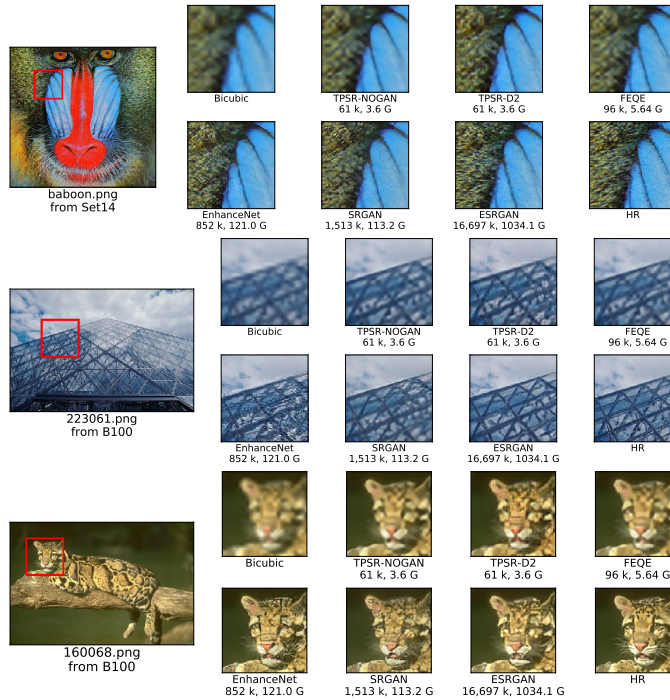 Bicubic
TPSR-NOGAN
61 k, 3.6 G
TPSR-D2
61 k, 3.6 G
FEQE
96 k, 5.64 G
baboon.png
from Set14
EnhanceNet
852 k, 121.0 G
SRGAN
1,513 k, 113.2 G
ESRGAN
16,697 k, 1034.1 G
HR
Bicubic
TPSR-NOGAN
61 k, 3.6 G
TPSR-D2
61 k, 3.6 G
FEQE
96 k, 5.64 G
223061.png
from B100
EnhanceNet
852 k, 121.0 G
SRGAN
1,513 k, 113.2 G
ESRGAN
16,697 k, 1034.1 G
HR
Bicubic
TPSR-NOGAN
61 k, 3.6 G
TPSR-D2
61 k, 3.6 G
FEQE
96 k, 5.64 G
160068.png
from B100
EnhanceNet
852 k, 121.0 G
SRGAN
1,513 k, 113.2 G
ESRGAN
16,697 k, 1034.1 G
HR